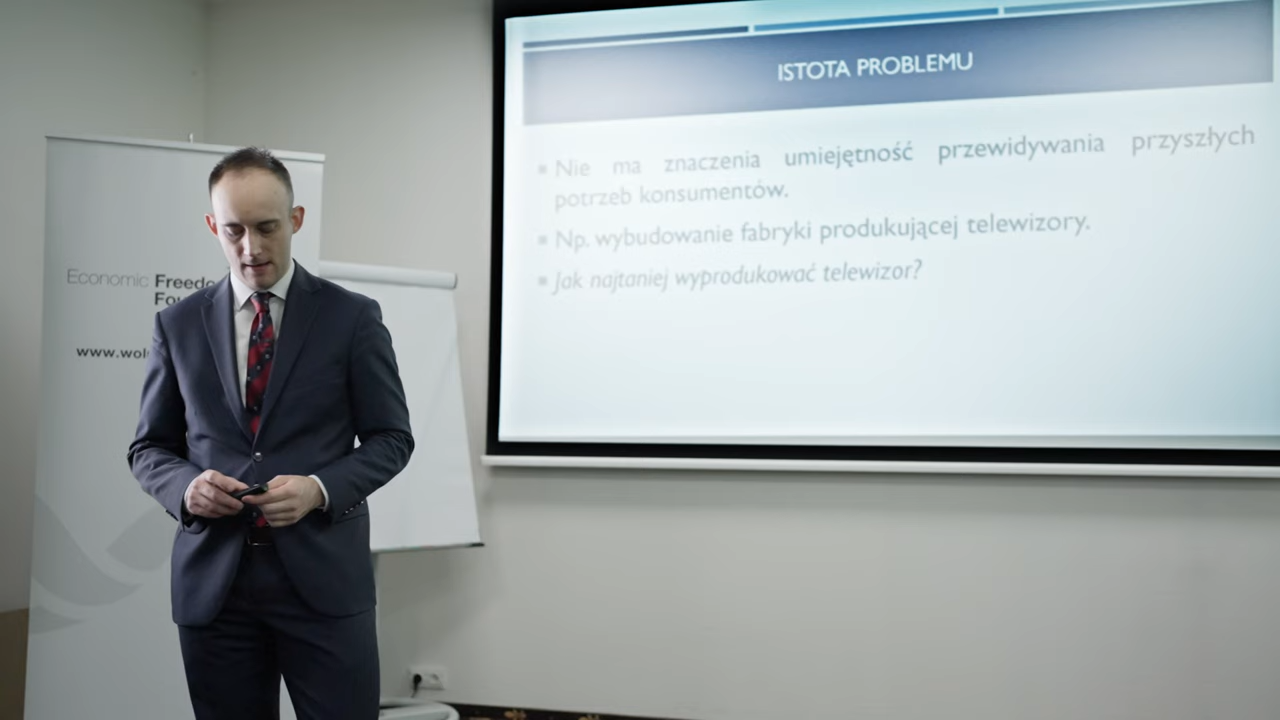 ISTOTA PROBLEMU
Nie ma znaczenia umiejętność przewidywania przyszłych
potrzeb konsumentów.
Np. wybudowanie fabryki produkującej telewizory.
Jak najtaniej wyprodukować telewizor?
Economic Freedo
Fou
www.wol